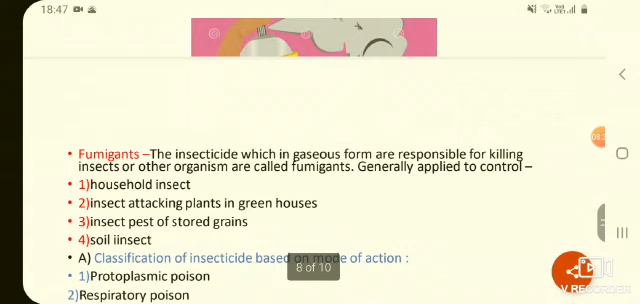 18:47
• Fumigants –The insecticide which in gaseous form are responsible for killing
insects or other organism are called fumigants. Generally applied to control –
• 1)household insect
• 2)insect attacking plants in green houses
• 3)insect pest of stored grains
• 4)soil iinsect
• A) Classification of insecticide based on mode of action :
8 of 10
• 1)Protoplasmic poison
2)Respiratory poison
V RECORDER